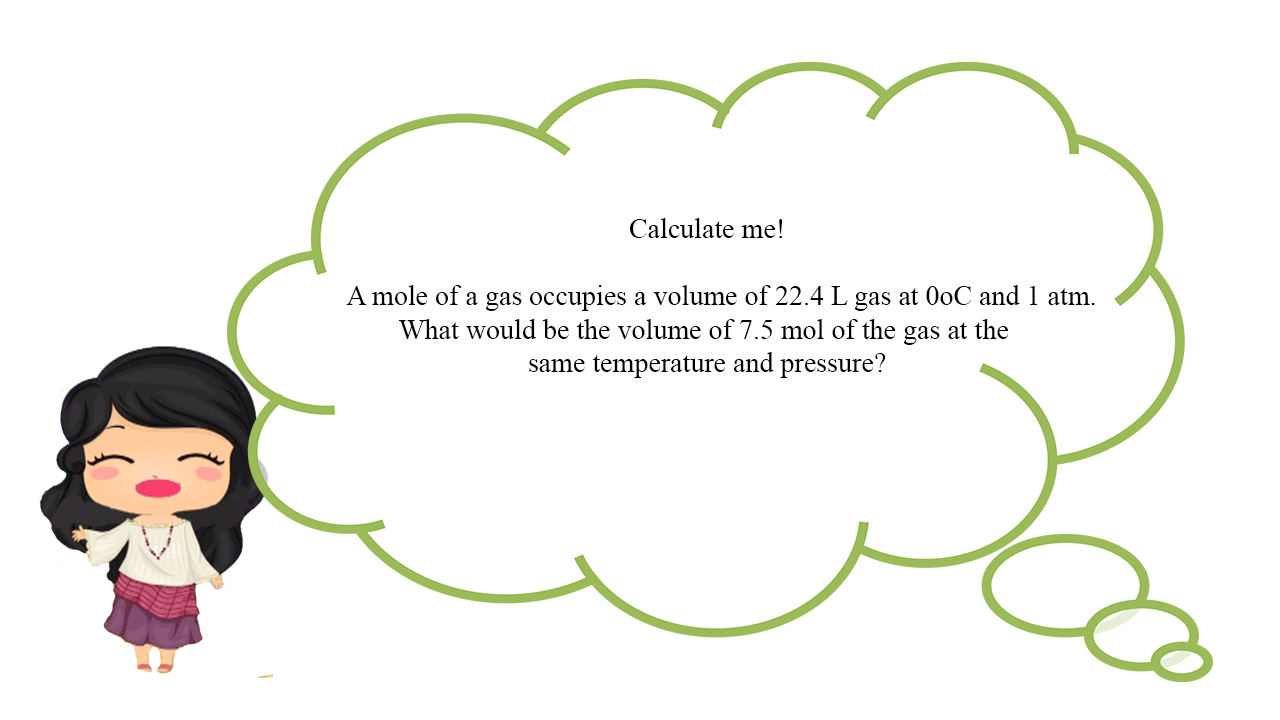 Calculate me!
A mole of a gas occupies a volume of 22.4 L gas at 0oC and 1 atm.
What would be the volume of 7.5 mol of the gas at the
same temperature and pressure?